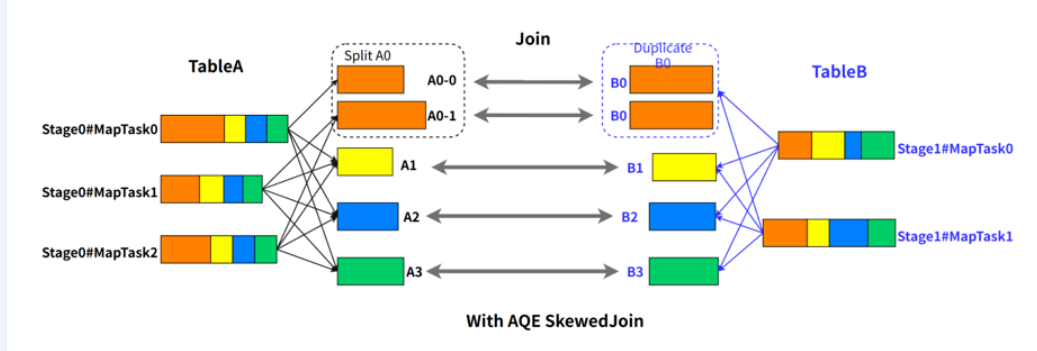 Join
TableA
Split A0
A0-0
A0-1
Duplicate
B0
B0
B0
TableB
Stage0#MapTask0
Stage0#MapTask1
Stage0#MapTask2
A1
A2
A3
B1
B2
B3
Stage1#MapTask0
Stage1#MapTask1
With AQE SkewedJoin